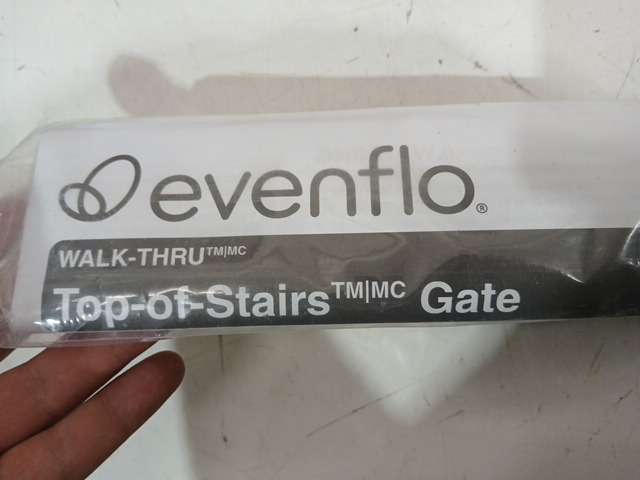 evenflo®
WALK-THRU™|MC
Top-of-Stairs™|MC Gate